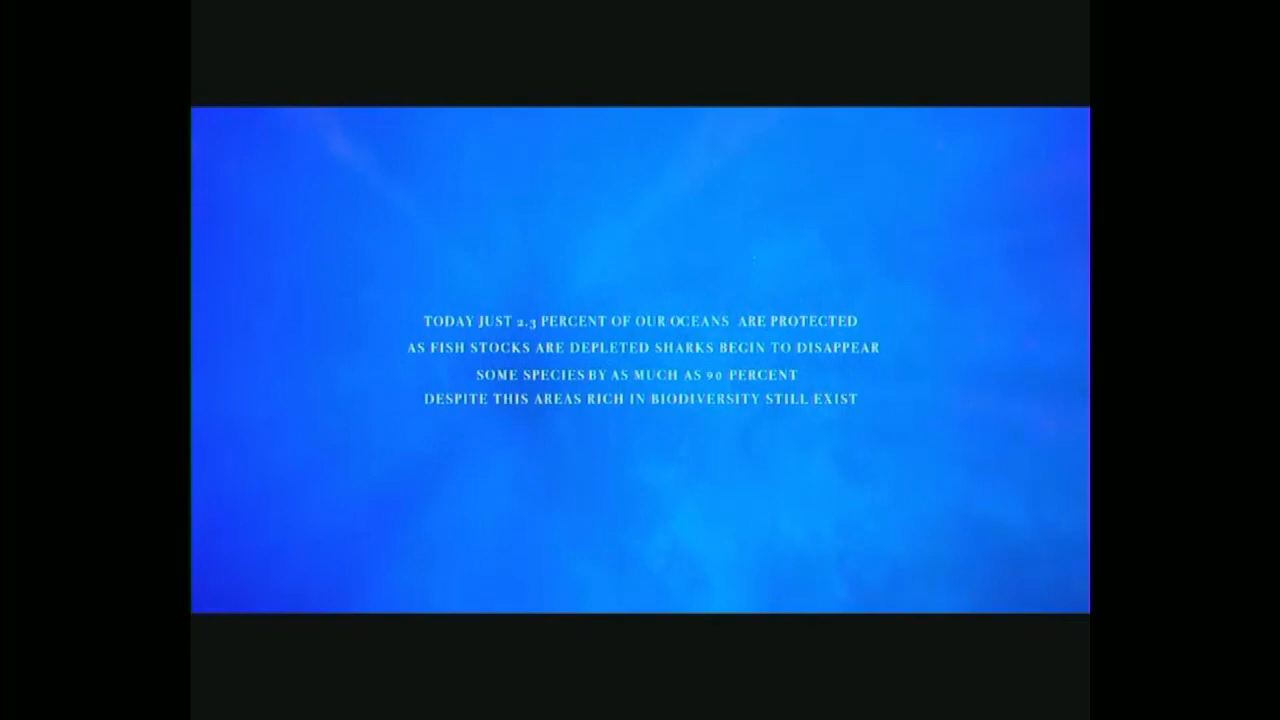 TODAY JUST 2.3 PERCENT OF OUR OCEANS ARE PROTECTED
AS FISH STOCKS ARE DEPLETED SHARKS BEGIN TO DISAPPEAR
SOME SPECIES BY AS MUCH AS 90 PERCENT
DESPITE THIS AREAS RICH IN BIODIVERSITY STILL EXIST